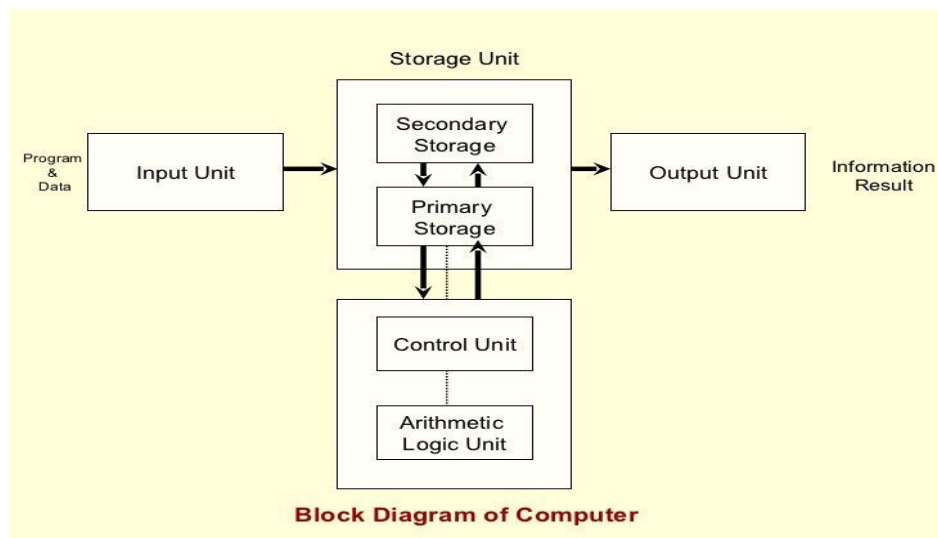 Storage Unit
Program
&
Data
Input Unit
Secondary
Storage
Primary
Storage
Output Unit
Information
Result
Control Unit
Arithmetic
Logic Unit
Block Diagram of Computer